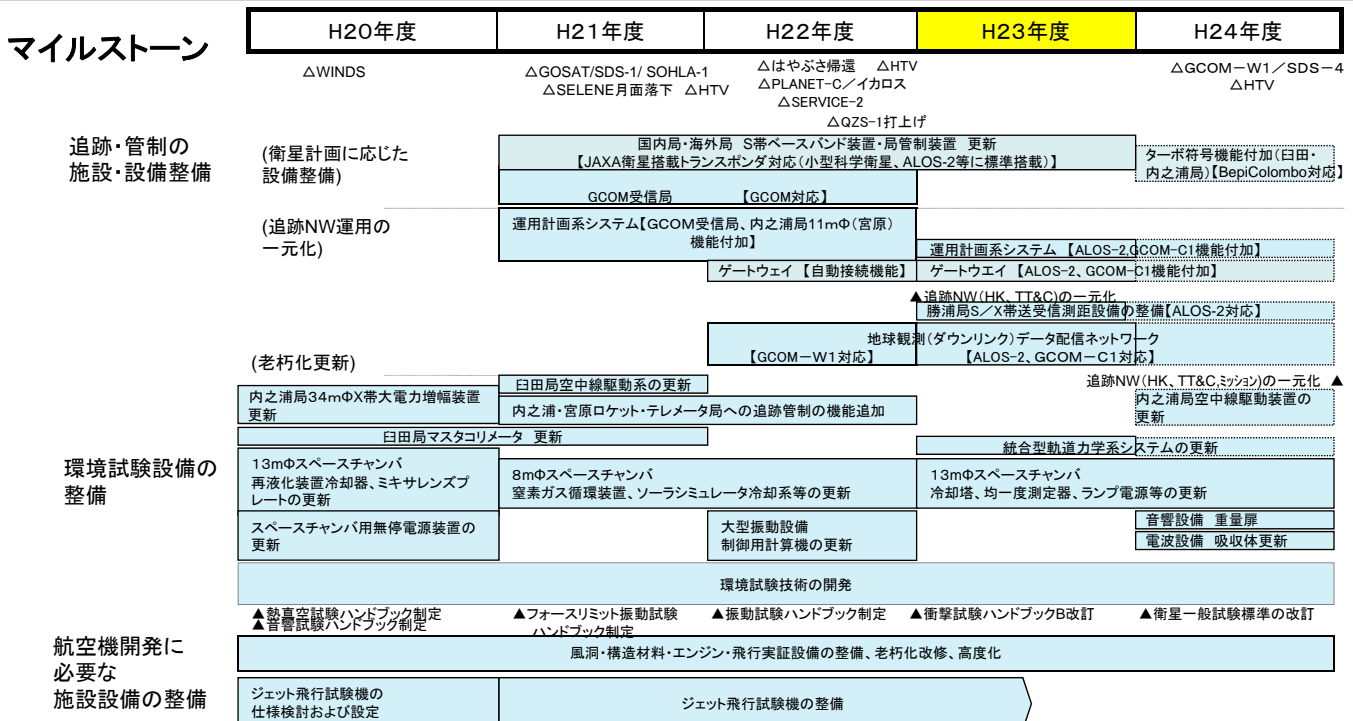 マイルストーン
H20年度
H21年度
H22年度
H23年度
H24年度
△WINDS
△GOSAT/SDS-1/ SOHLA-1
△SELENE月面落下 △HTV
△はやぶさ帰還 △HTV
△PLANET-C／イカロス
△SERVICE-2
△QZS-1打上げ
△GCOM－W1／SDS－4
△HTV
追跡・管制の
施設・設備整備
(衛星計画に応じた
設備整備)
国内局・海外局 S帯ベースバンド装置・局管制装置 更新
【JAXA衛星搭載トランスポンダ対応（小型科学衛星、ALOS-2等に標準搭載）】
ターボ符号機能付加（臼田・
内之浦局）【BepiColombo対応】
GCOM受信局 【GCOM対応】
(追跡NW運用の
一元化)
運用計画系システム【GCOM受信局、内之浦局11mΦ（宮原）
機能付加】
運用計画系システム 【ALOS-2,GCOM-C1機能付加】
ゲートウェイ 【自動接続機能】
ゲートウエイ 【ALOS-2、GCOM-C1機能付加】
▲追跡NW（HK、TT&C)の一元化
勝浦局S／X帯送受信測距設備の整備【ALOS-2対応】
地球観測（ダウンリンク）データ配信ネットワーク
【GCOM－W1対応】
【ALOS-2、GCOM－C1対応】
(老朽化更新)
追跡NW（HK、TT&C,ミッション)の一元化 ▲
臼田局空中線駆動系の更新
内之浦局34mΦX帯大電力増幅装置
更新
内之浦・宮原ロケット・テレメータ局への追跡管制の機能追加
内之浦局空中線駆動装置の
更新
臼田局マスタコリメータ 更新
統合型軌道力学系システムの更新
環境試験設備の
整備
13mΦスペースチャンバ
再液化装置冷却器、ミキサレンズプ
レートの更新
8mΦスペースチャンバ
窒素ガス循環装置、ソーラシミュレータ冷却系等の更新
13mΦスペースチャンバ
冷却塔、均一度測定器、ランプ電源等の更新
スペースチャンバ用無停電源装置の
更新
大型振動設備
制御用計算機の更新
音響設備 重量扉
電波設備 吸収体更新
環境試験技術の開発
▲熱真空試験ハンドブック制定
▲音響試験ハンドブック制定
▲フォースリミット振動試験
ハンドブック制定
▲振動試験ハンドブック制定
▲衝撃試験ハンドブックB改訂
▲衛星一般試験標準の改訂
航空機開発に
必要な
施設設備の整備
風洞・構造材料・エンジン・飛行実証設備の整備、老朽化改修、高度化
ジェット飛行試験機の
仕様検討および設定
ジェット飛行試験機の整備